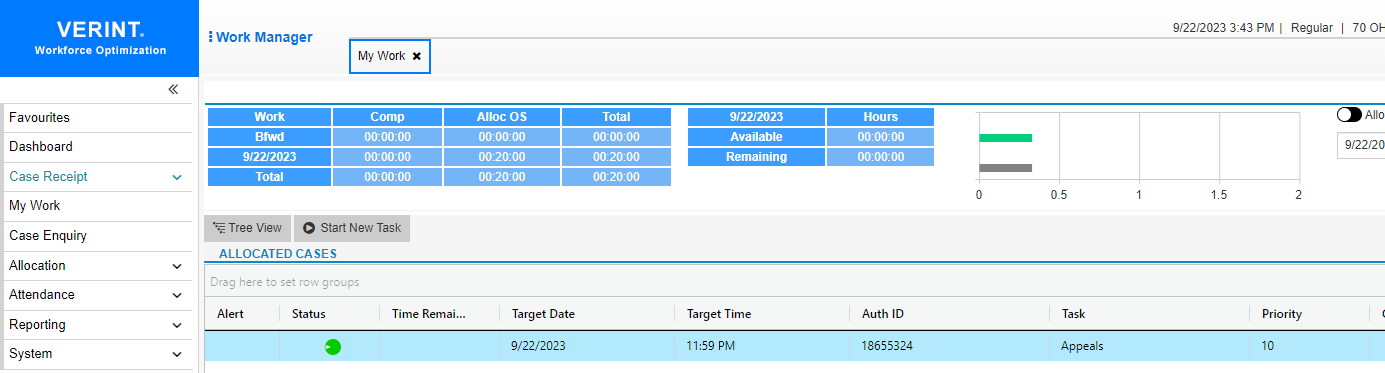 VERINT.
Workforce Optimization
Work Manager
9/22/2023 3:43 PM | Regular | 70 OH
My Work ✖
Favourites
Dashboard
Case Receipt
My Work
Case Enquiry
Allocation
Attendance
Reporting
System
Work Comp Alloc OS Total
Bfwd 00:00:00 00:00:00 00:00:00
9/22/2023 00:00:00 00:20:00 00:20:00
Total 00:00:00 00:20:00 00:20:00
9/22/2023 Hours
Available 00:00:00
Remaining 00:00:00
0 0.5 1 1.5 2
Allo
9/22/20
Tree View Start New Task
ALLOCATED CASES
Drag here to set row groups
Alert Status Time Remai... Target Date Target Time Auth ID Task Priority
9/22/2023 11:59 PM 18655324 Appeals 10